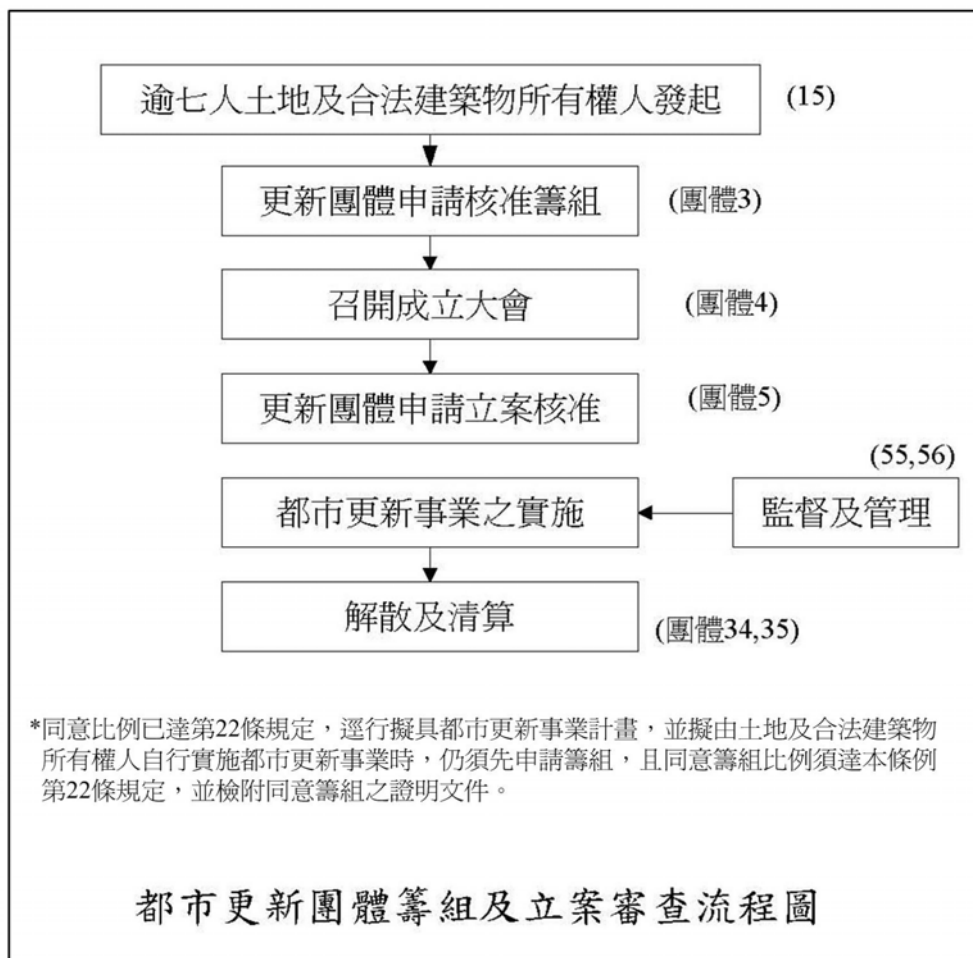 逾七人土地及合法建築物所有權人發起
(15)
更新團體申請核准籌組
(團體3)
召開成立大會
(團體4)
更新團體申請立案核准
(團體5)
(55,56)
都市更新事業之實施
監督及管理
解散及清算
(團體34,35)
*同意比例已達第22條規定，逕行擬具都市更新事業計畫，並擬由土地及合法建築物
所有權人自行實施都市更新事業時，仍須先申請籌組，且同意籌組比例須達本條例
第22條規定，並檢附同意籌組之證明文件。
都市更新團體籌組及立案審查流程圖